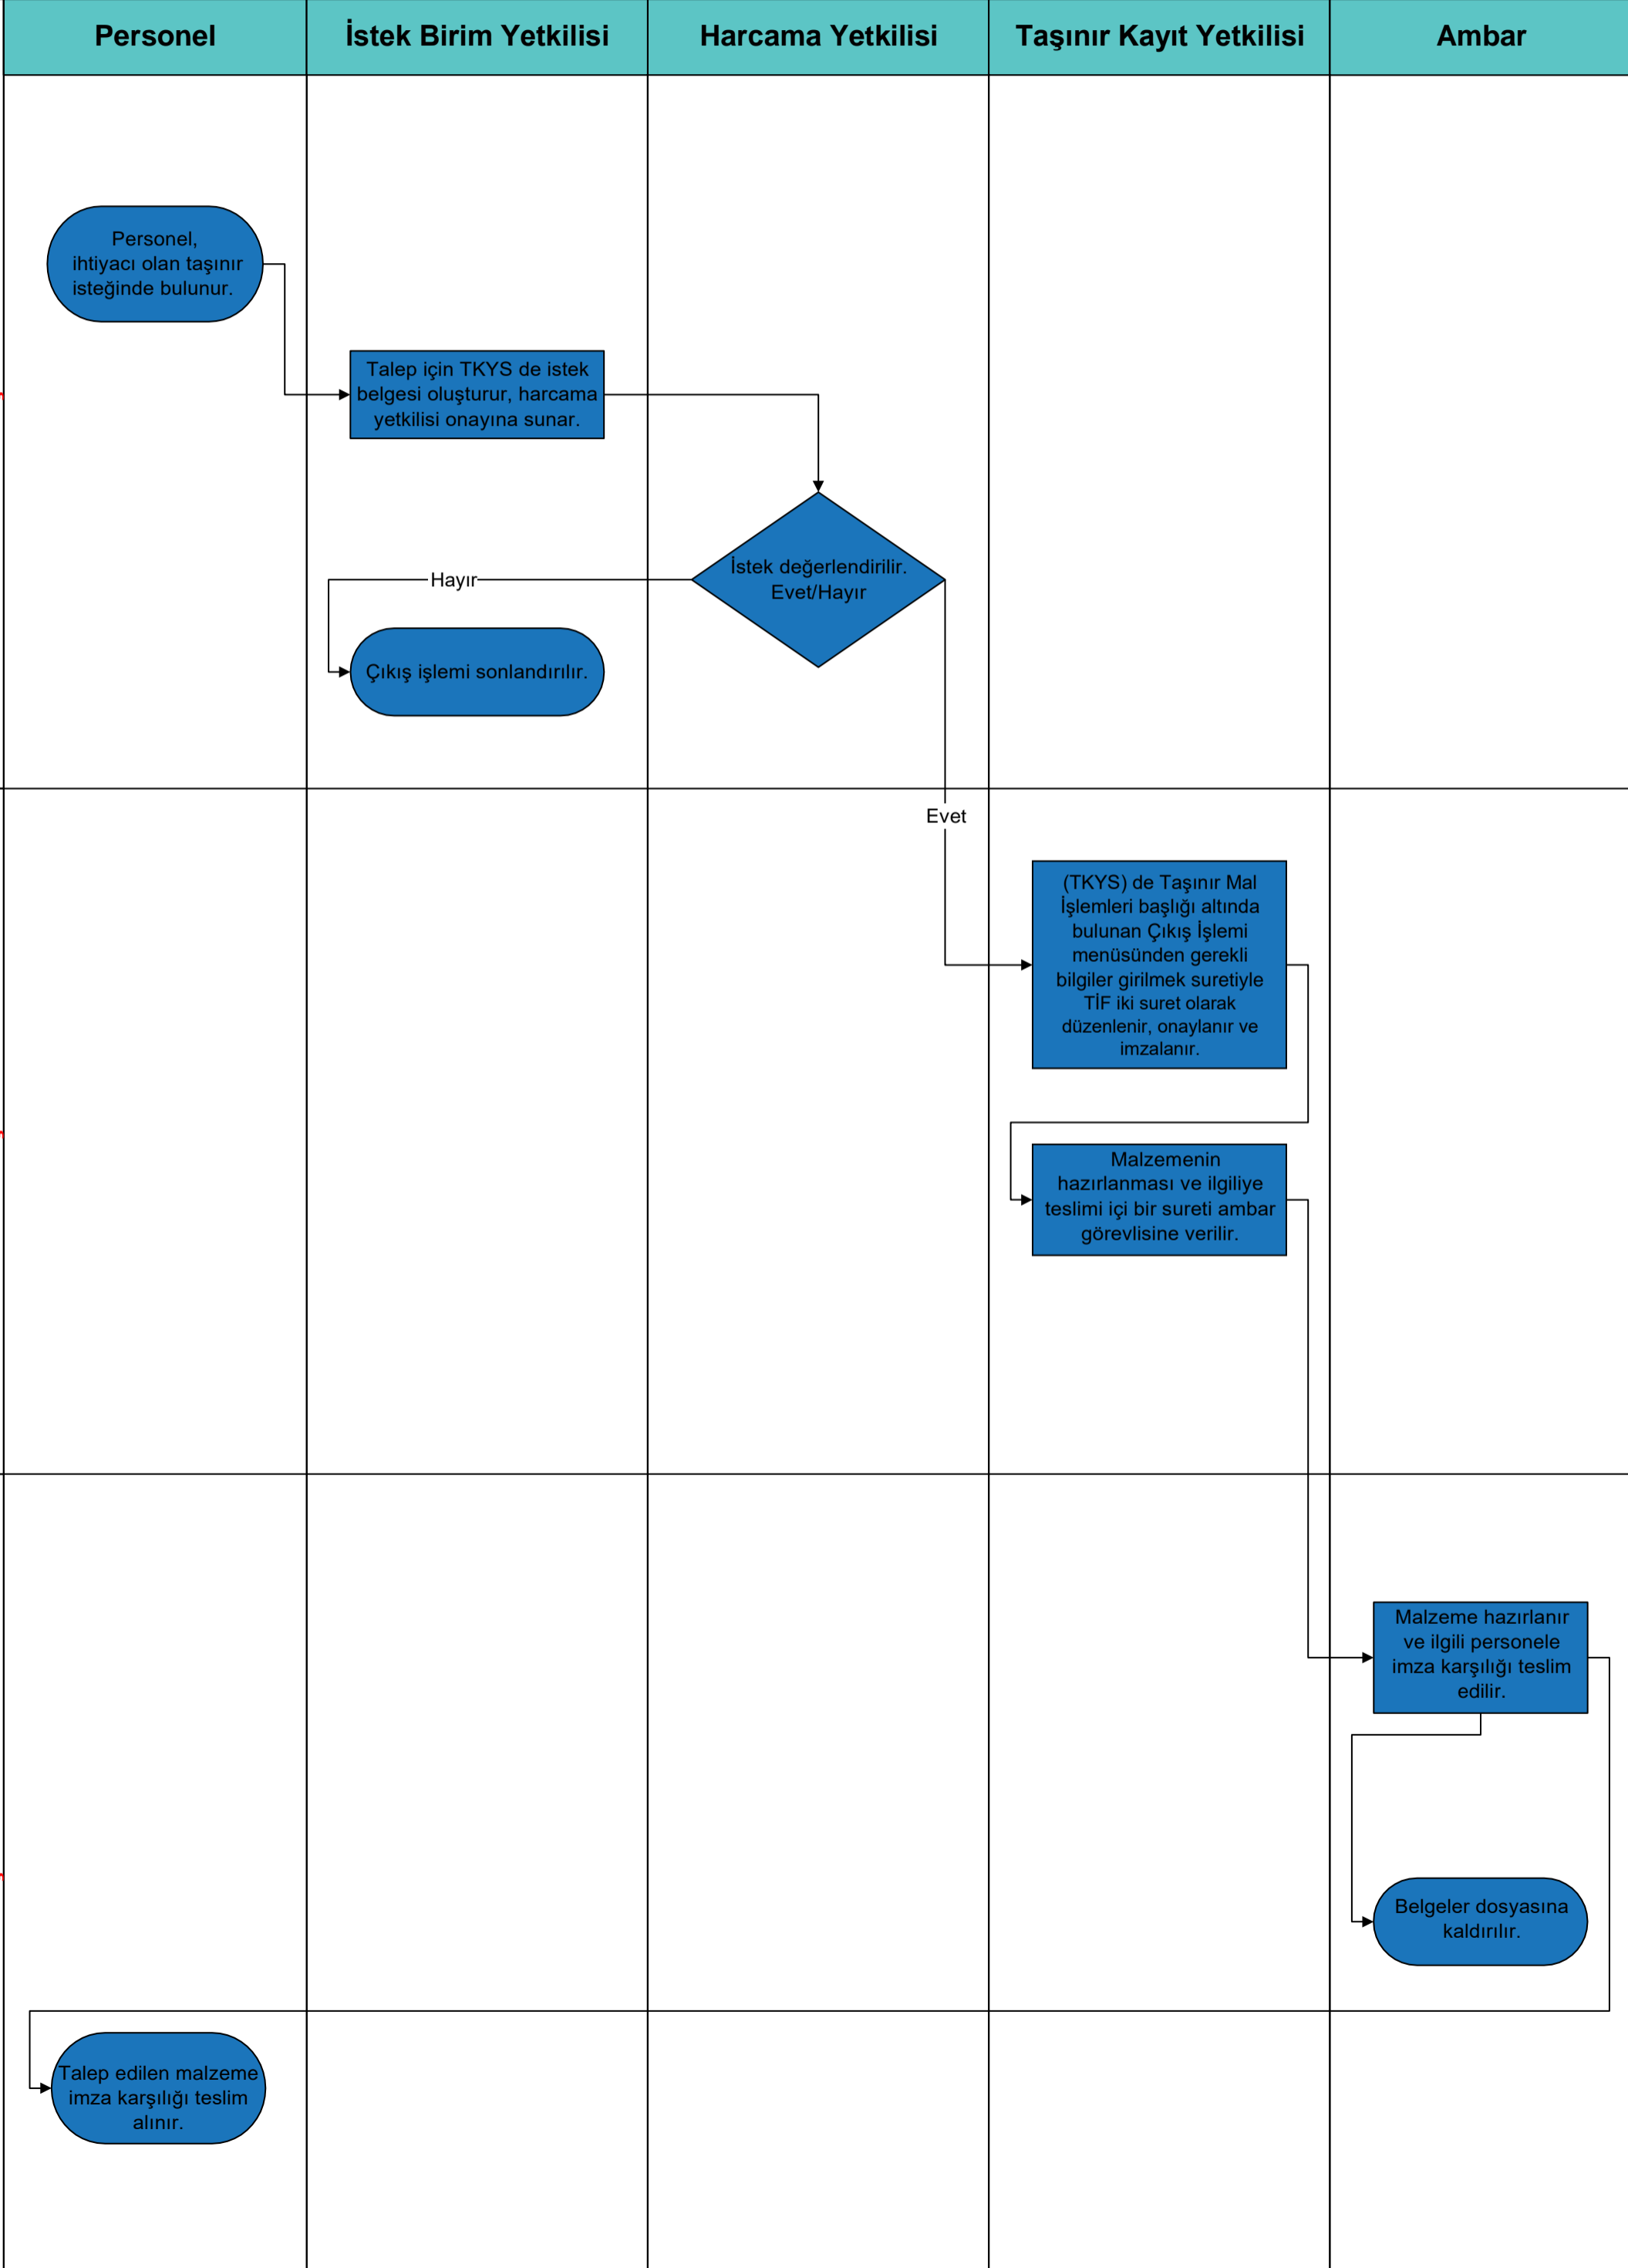 Personel
İstek Birim Yetkilisi
Harcama Yetkilisi
Taşınır Kayıt Yetkilisi
Ambar
Personel,
ihtiyacı olan taşınır
isteğinde bulunur.
Talep için TKYS de istek
belgesi oluşturur, harcama
yetkilisi onayına sunar.
İstek değerlendirilir.
Evet/Hayır
Hayır
Çıkış işlemi sonlandırılır.
Evet
(TKYS) de Taşınır Mal
İşlemleri başlığı altında
bulunan Çıkış İşlemi
menüsünden gerekli
bilgiler girilmek suretiyle
TİF iki suret olarak
düzenlenir, onaylanır ve
imzalanır.
Malzemenin
hazırlanması ve ilgiliye
teslimi içi bir sureti ambar
görevlisine verilir.
Malzeme hazırlanır
ve ilgili personele
imza karşılığı teslim
edilir.
Belgeler dosyasına
kaldırılır.
Talep edilen malzeme
imza karşılığı teslim
alınır.